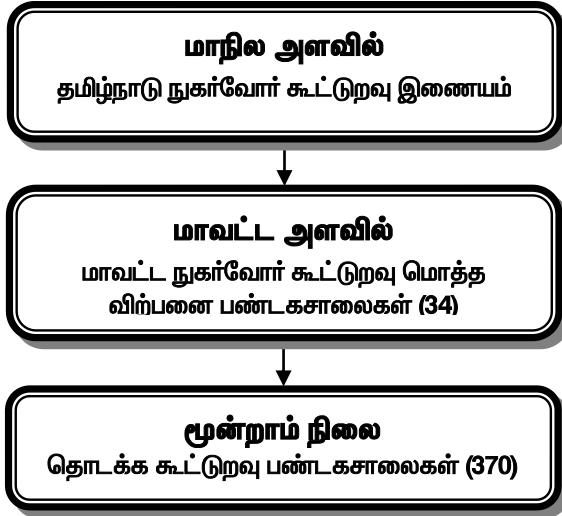 மாநில அளவில்
தமிழ்நாடு நுகர்வோர் கூட்டுறவு இணையம்
மாவட்ட அளவில்
மாவட்ட நுகர்வோர் கூட்டுறவு மொத்த
விற்பனை பண்டகசாலைகள் (34)
மூன்றாம் நிலை
தொடக்க கூட்டுறவு பண்டகசாலைகள் (370)